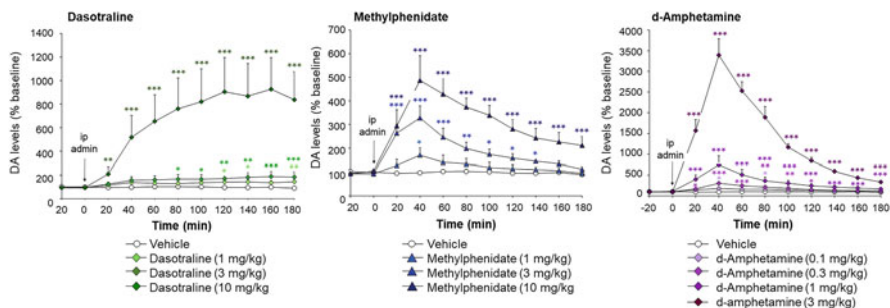 Dasotraline
DA levels (% baseline)
1400
1200
1000
800
600
400
200
100
0
ip
admin
20 0 20 40 60 80 100 120 140 160 180
Time (min)
Vehicle
Dasotraline (1 mg/kg)
Dasotraline (3 mg/kg)
Dasotraline (10 mg/kg
Methylphenidate
DA levels (% baseline)
700
600
500
400
300
200
100
0
ip
admin
-20 0 20 40 60 80 100 120 140 160 180
Time (min)
Vehicle
Methylphenidate (1 mg/kg)
Methylphenidate (3 mg/kg)
Methylphenidate (10 mg/kg
d-Amphetamine
DA levels (% baseline)
4000
3500
3000
2500
2000
1500
1000
500
100
0
ip
admin
-20 0 20 40 60 80 100 120 140 160 180
Time (min)
Vehicle
d-Amphetamine (0.1 mg/kg)
d-Amphetamine (0.3 mg/kg)
d-Amphetamine (1 mg/kg)
d-amphetamine (3 mg/kg)